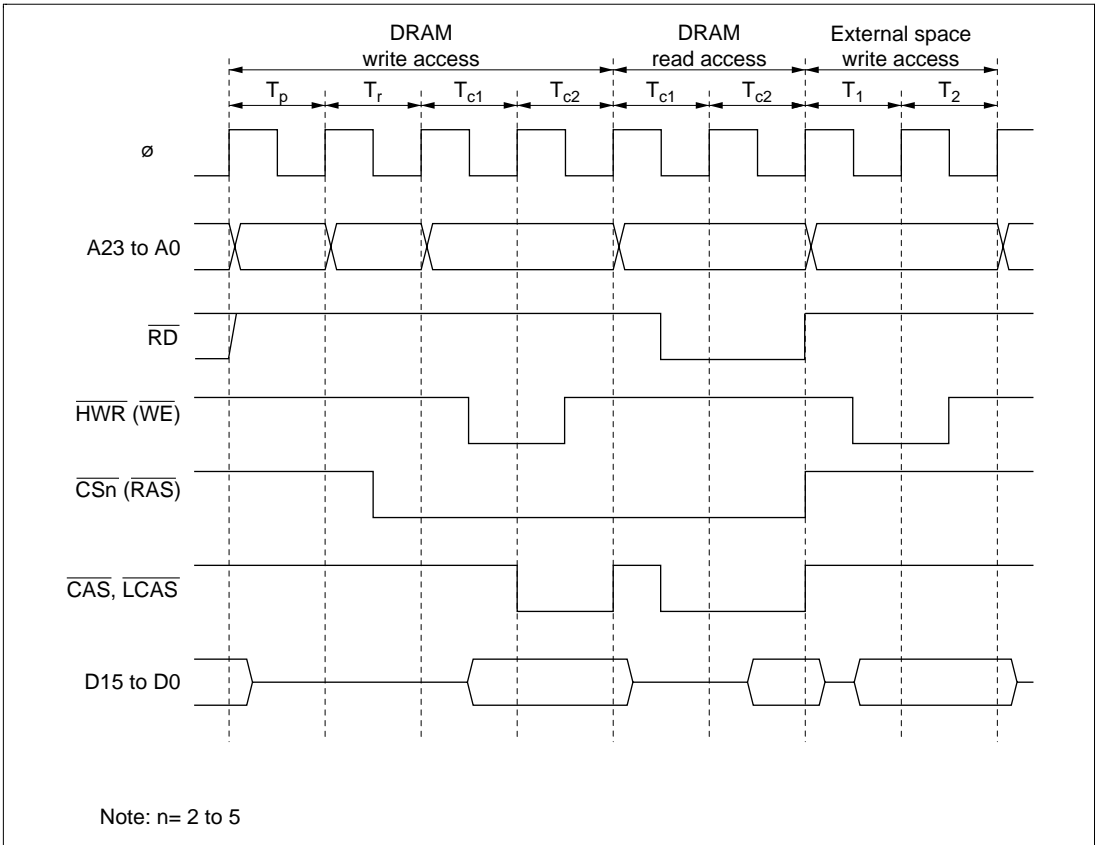 DRAM
write access
DRAM
read access
External space
write access
Tp Tr Tc1 Tc2 Tc1 Tc2 T1 T2
ø
A23 to A0
RD
HWR (WE)
CSn (RAS)
CAS, LCAS
D15 to D0
Note: n= 2 to 5